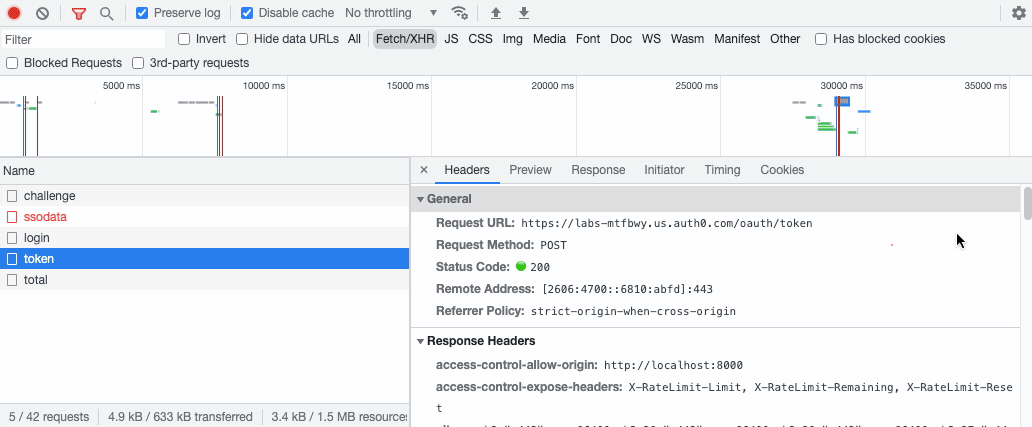 Preserve log Disable cache No throttling
Filter Invert Hide data URLs All Fetch/XHR JS CSS Img Media Font Doc WS Wasm Manifest Other Has blocked cookies
Blocked Requests 3rd-party requests
5000 ms 10000 ms 15000 ms 20000 ms 25000 ms 30000 ms 35000 ms
Name
challenge
ssodata
login
token
total
5 / 42 requests 4.9 kB / 633 kB transferred 3.4 kB / 1.5 MB resources
× Headers Preview Response Initiator Timing Cookies
General
Request URL: https://labs-mtfbwy.us.auth0.com/oauth/token
Request Method: POST
Status Code: 200
Remote Address: [2606:4700::6810:abfd]:443
Referrer Policy: strict-origin-when-cross-origin
Response Headers
access-control-allow-origin: http://localhost:8000
access-control-expose-headers: X-RateLimit-Limit, X-RateLimit-Remaining, X-RateLimit-Rese
t